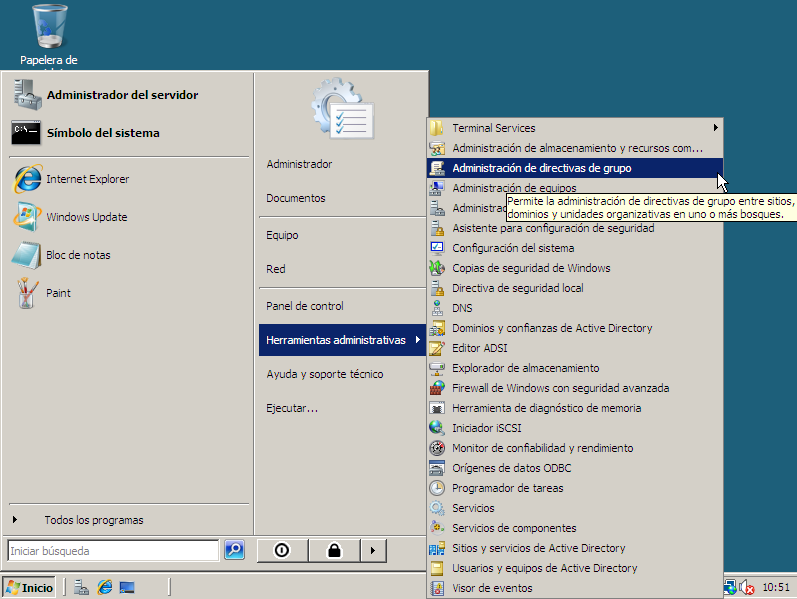 Papelera de
Administrador del servidor
C:\
Símbolo del sistema
Internet Explorer
Windows Update
Bloc de notas
Paint
Todos los programas
Iniciar búsqueda
Administrador
Documentos
Equipo
Red
Panel de control
Herramientas administrativas
Ayuda y soporte técnico
Ejecutar...
Terminal Services
Administración de almacenamiento y recursos com...
Administración de directivas de grupo
Administración de equipos
Permite la administración de directivas de grupo entre sitios,
dominios y unidades organizativas en uno o más bosques.
Asistente para configuración de seguridad
Configuración del sistema
Copias de seguridad de Windows
Directiva de seguridad local
DNS
Dominios y confianzas de Active Directory
Editor ADSI
Explorador de almacenamiento
Firewall de Windows con seguridad avanzada
Herramienta de diagnóstico de memoria
Iniciador iSCSI
Monitor de confiabilidad y rendimiento
Orígenes de datos ODBC
Programador de tareas
Servicios
Servicios de componentes
Sitios y servicios de Active Directory
Usuarios y equipos de Active Directory
Visor de eventos
Inicio
10:51